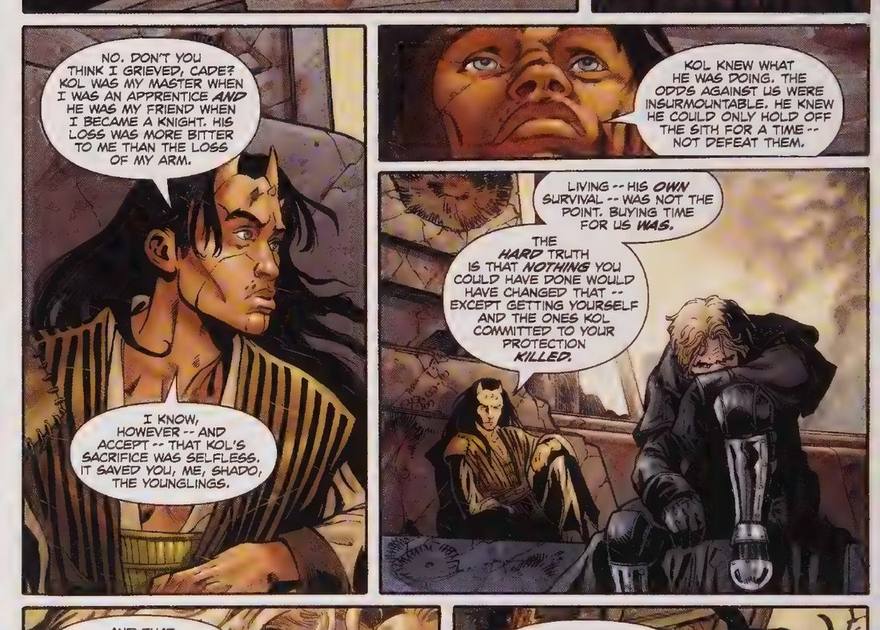 NO. DON'T YOU
THINK I GRIEVED, CADE?
KOL WAS MY MASTER WHEN
I WAS AN APPRENTICE AND
HE WAS MY FRIEND WHEN
I BECAME A KNIGHT. HIS
LOSS WAS MORE BITTER
TO ME THAN THE LOSS
OF MY ARM.
I KNOW,
HOWEVER -- AND
ACCEPT -- THAT KOL'S
SACRIFICE WAS SELFLESS.
IT SAVED YOU, ME, SHADO,
THE YOUNGLINGS.
KOL KNEW WHAT
HE WAS DOING. THE
ODDS AGAINST US WERE
INSURMOUNTABLE. HE KNEW
HE COULD ONLY HOLD OFF
THE SITH FOR A TIME --
NOT DEFEAT THEM.
LIVING -- HIS OWN
SURVIVAL -- WAS NOT THE
POINT. BUYING TIME
FOR US WAS.
THE
HARD TRUTH
IS THAT NOTHING YOU
COULD HAVE DONE WOULD
HAVE CHANGED THAT --
EXCEPT GETTING YOURSELF
AND THE ONES KOL
COMMITTED TO YOUR
PROTECTION
KILLED.